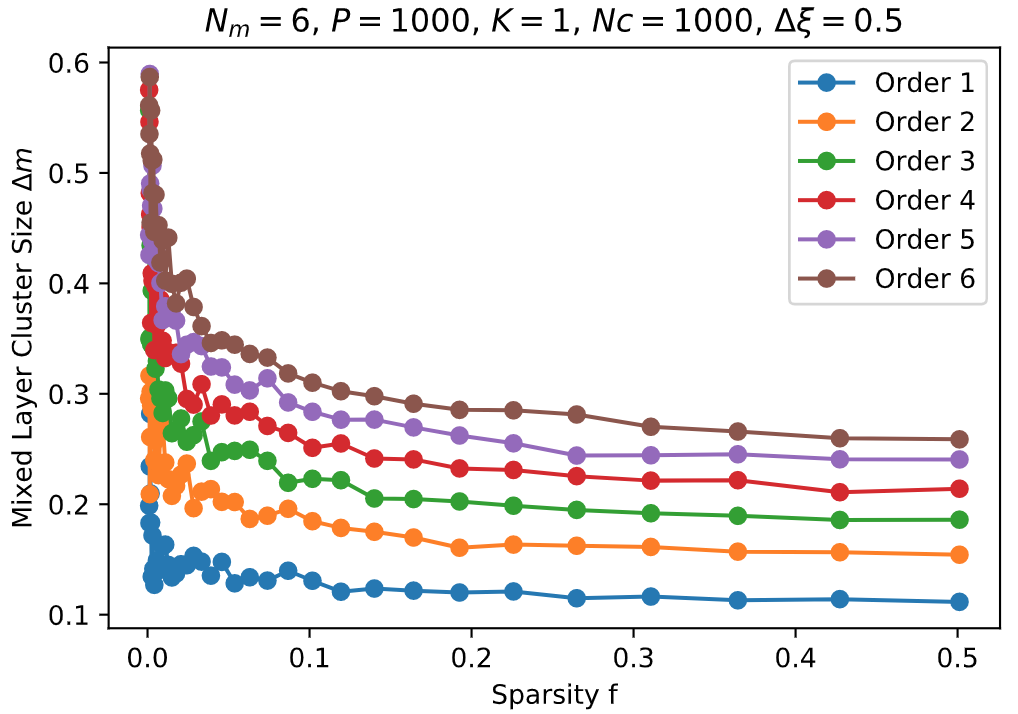 N_m = 6, P = 1000, K = 1, Nc = 1000, Δξ = 0.5
Mixed Layer Cluster Size Δm
0.6
0.5
0.4
0.3
0.2
0.1
Order 1
Order 2
Order 3
Order 4
Order 5
Order 6
0.0 0.1 0.2 0.3 0.4 0.5
Sparsity f